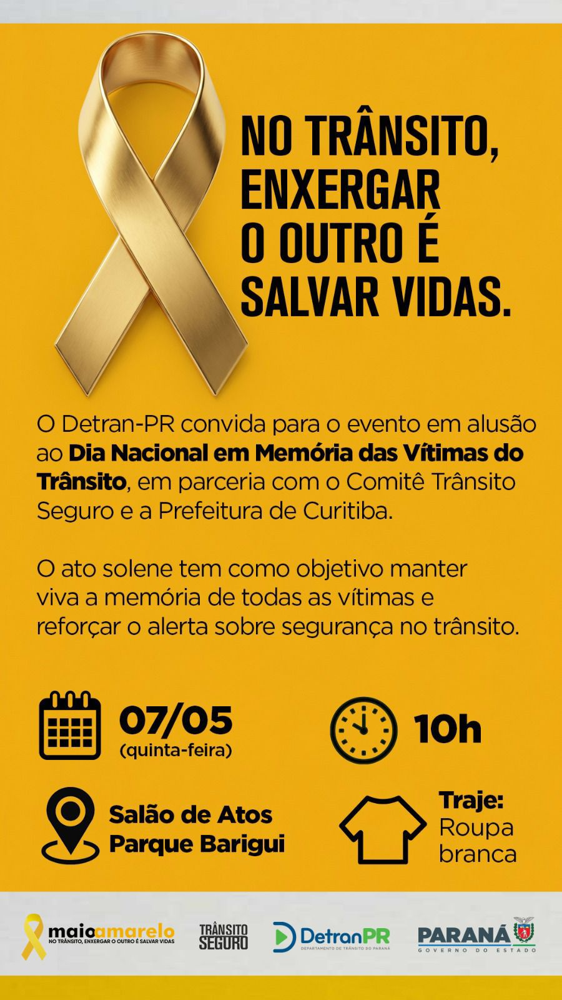 NO TRÂNSITO,
ENXERGAR
O OUTRO É
SALVAR VIDAS.
O Detran-PR convida para o evento em alusão
ao Dia Nacional em Memória das Vítimas do
Trânsito, em parceria com o Comitê Trânsito
Seguro e a Prefeitura de Curitiba.
O ato solene tem como objetivo manter
viva a memória de todas as vítimas e
reforçar o alerta sobre segurança no trânsito.
07/05
(quinta-feira)
10h
Salão de Atos
Parque Barigui
Traje:
Roupa
branca
maioamarelo
NO TRÂNSITO, ENXERGAR O OUTRO É SALVAR VIDAS
TRÂNSITO
SEGURO
DetranPR
DEPARTAMENTO DE TRÂNSITO DO PARANÁ
PARANÁ
GOVERNO DO ESTADO